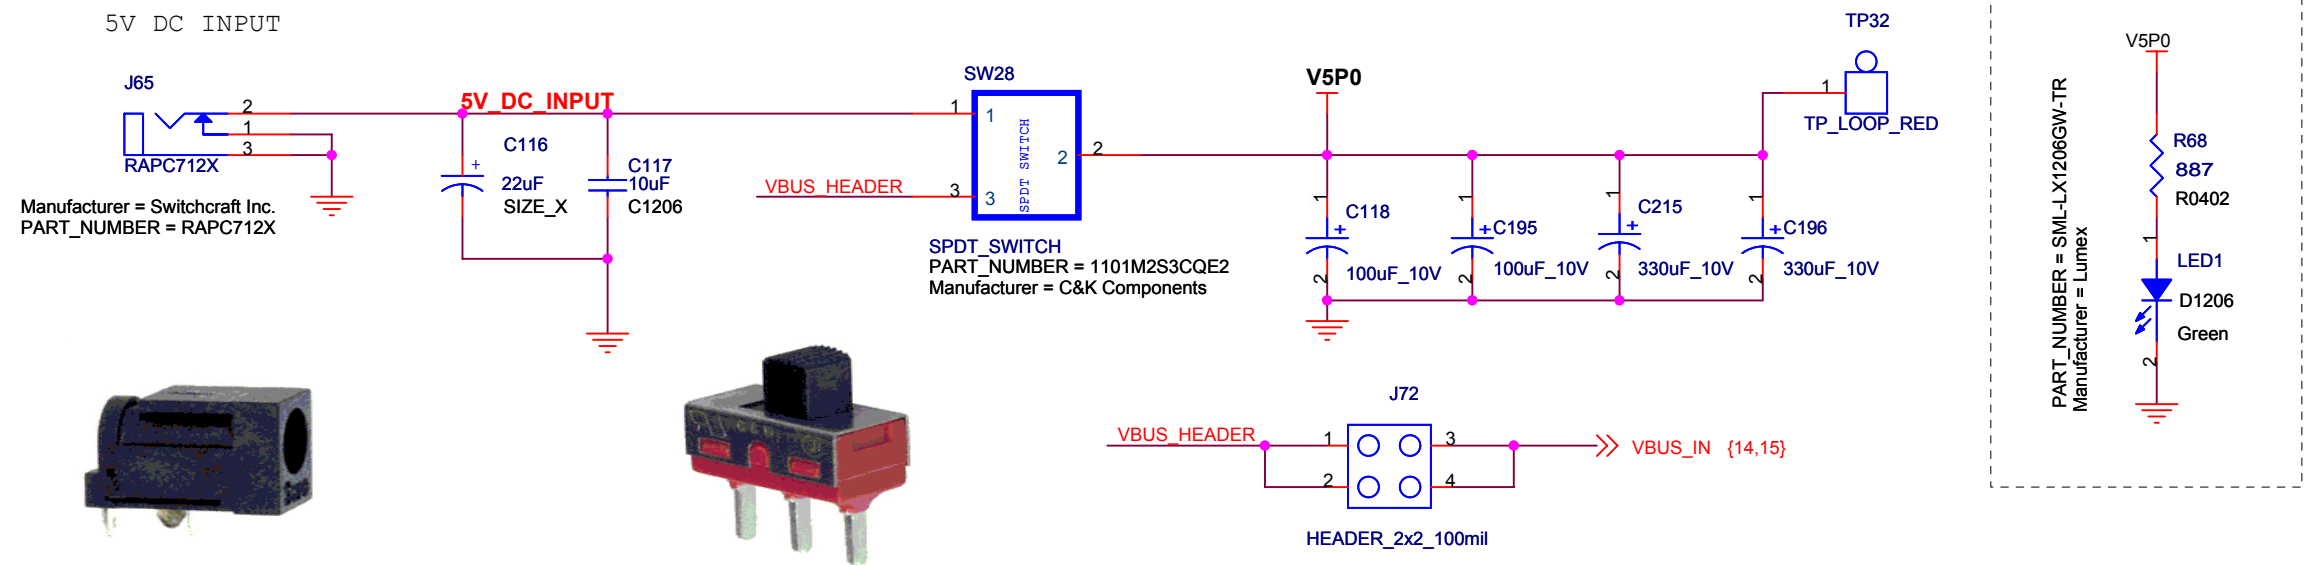 5V DC INPUT
J65
2
1
3
RAPC712X
Manufacturer = Switchcraft Inc.
PART_NUMBER = RAPC712X
5V_DC_INPUT
C116
+
22uF
SIZE_X
C117
10uF
C1206
VBUS_HEADER
SW28
1
1
3
3
2
2
SPDT SWITCH
SPDT_SWITCH
PART_NUMBER = 1101M2S3CQE2
Manufacturer = C&K Components
V5P0
1
C118
+
100uF_10V
2
1
+C195
100uF_10V
2
1
C215
+
330uF_10V
2
1
+C196
330uF_10V
2
TP32
1
TP_LOOP_RED
J72
VBUS_HEADER
1
2
3
4
VBUS_IN {14,15}
HEADER_2x2_100mil
PART_NUMBER = SML-LX1206GW-TR
Manufacturer = Lumex
V5P0
R68
887
R0402
1
LED1
D1206
Green
2